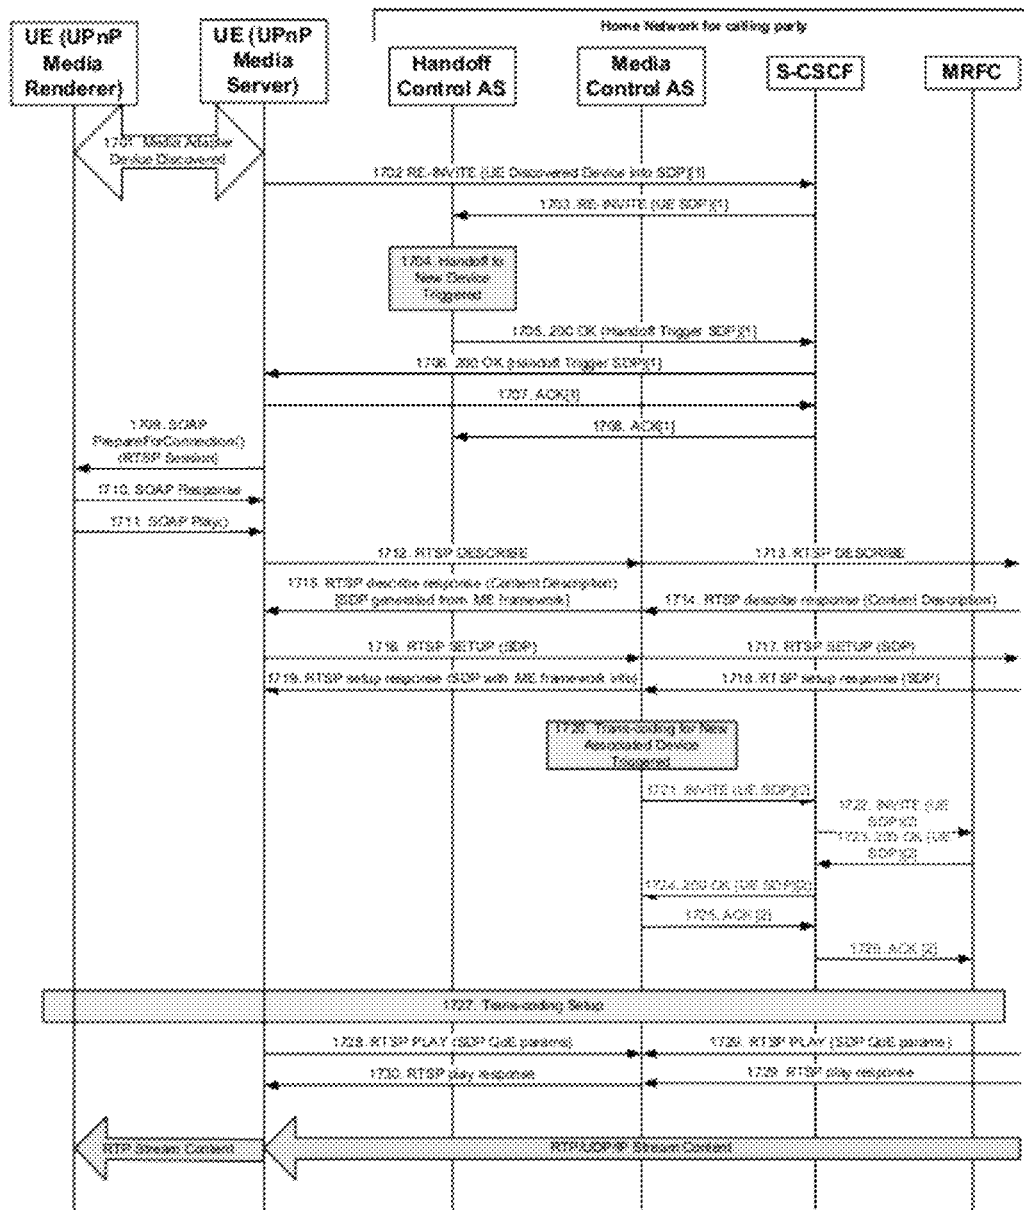 Home Network for calling party
UE (UPnP
Media
Renderer)
UE (UPnP
Media
Server)
Handoff
Control AS
Media
Control AS
S-CSCF
MRFC
1701. Media Adapter
Device Discovered
1702 RE-INVITE (UE Discovered Device into SDP)[1]
1703. RE-INVITE (UE SDP)[1]
1704. Handoff to
New Device
Triggered
1705. 200 OK (Handoff Trigger SDP)[1]
1706. 200 OK (Handoff Trigger SDP)[1]
1707. ACK[1]
1708. ACK[1]
1709. SOAP
PrepareForConnection()
(RTSP Session)
1710. SOAP Response
1711. SOAP Play()
1712. RTSP DESCRIBE
1713. RTSP DESCRIBE
1715. RTSP describe response (Content Description)
[SDP generated from ME framework]
1714. RTSP describe response (Content Description)
1716. RTSP SETUP (SDP)
1717. RTSP SETUP (SDP)
1719. RTSP setup response (SDP with ME framework info)
1718. RTSP setup response (SDP)
1720. Trans-coding for New
Associated Device
Triggered
1721. INVITE (UE SDP)[2]
1722. INVITE (UE
SDP)[2]
1723. 200 OK (UE
SDP)[2]
1724. 200 OK (UE SDP)[2]
1725. ACK [2]
1726. ACK [2]
1727. Trans-coding Setup
1728. RTSP PLAY (SDP QoE params)
1729. RTSP PLAY (SDP QoE params)
1730. RTSP play response
1729. RTSP play response
RTP Stream Content
RTP/UDP/IP Stream Content